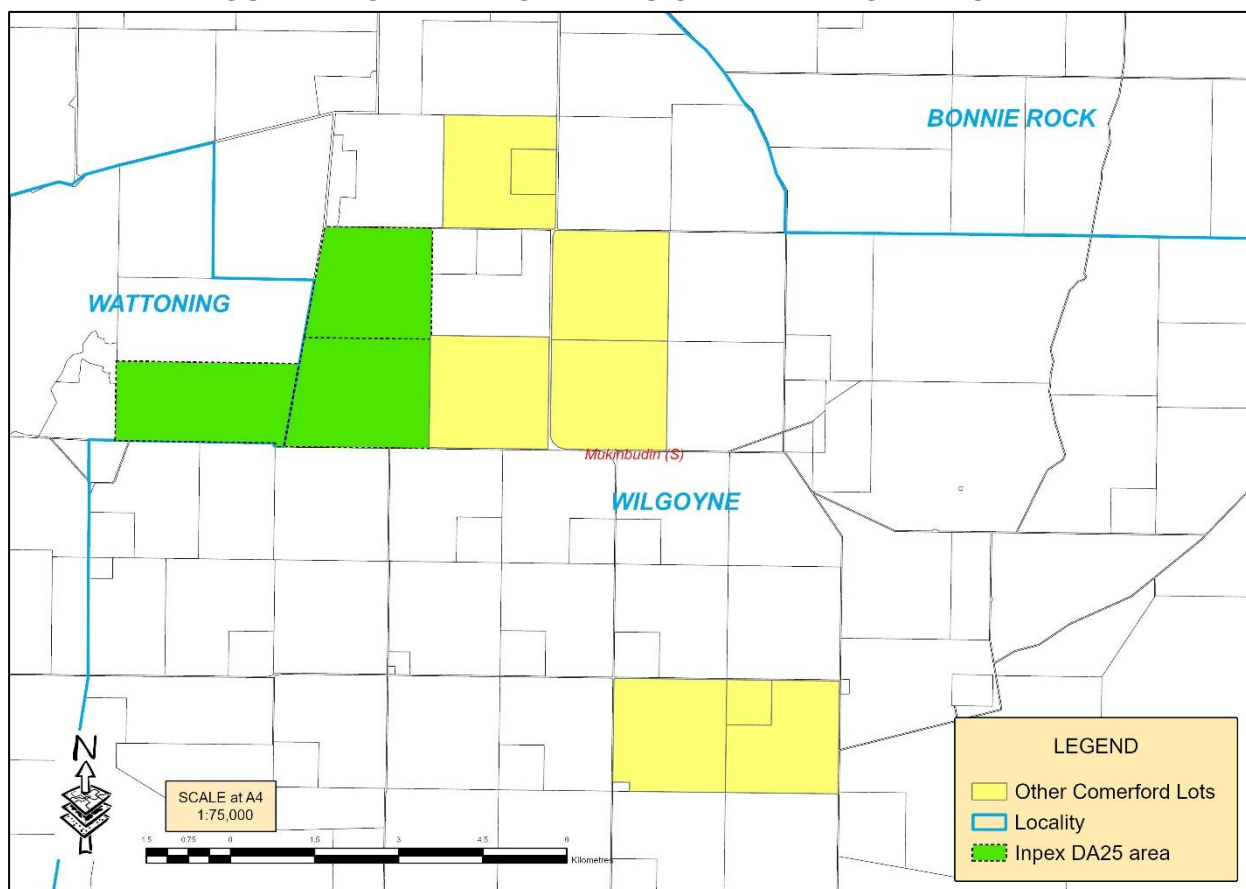 BONNIE ROCK
WATTONING
Mukinbudin (S)
WILGOYNE
N
SCALE at A4
1:75,000
1.5 0.75 0 1.5 3 4.5 6
Kilometres
LEGEND
Other Comerford Lots
Locality
Inpex DA25 area